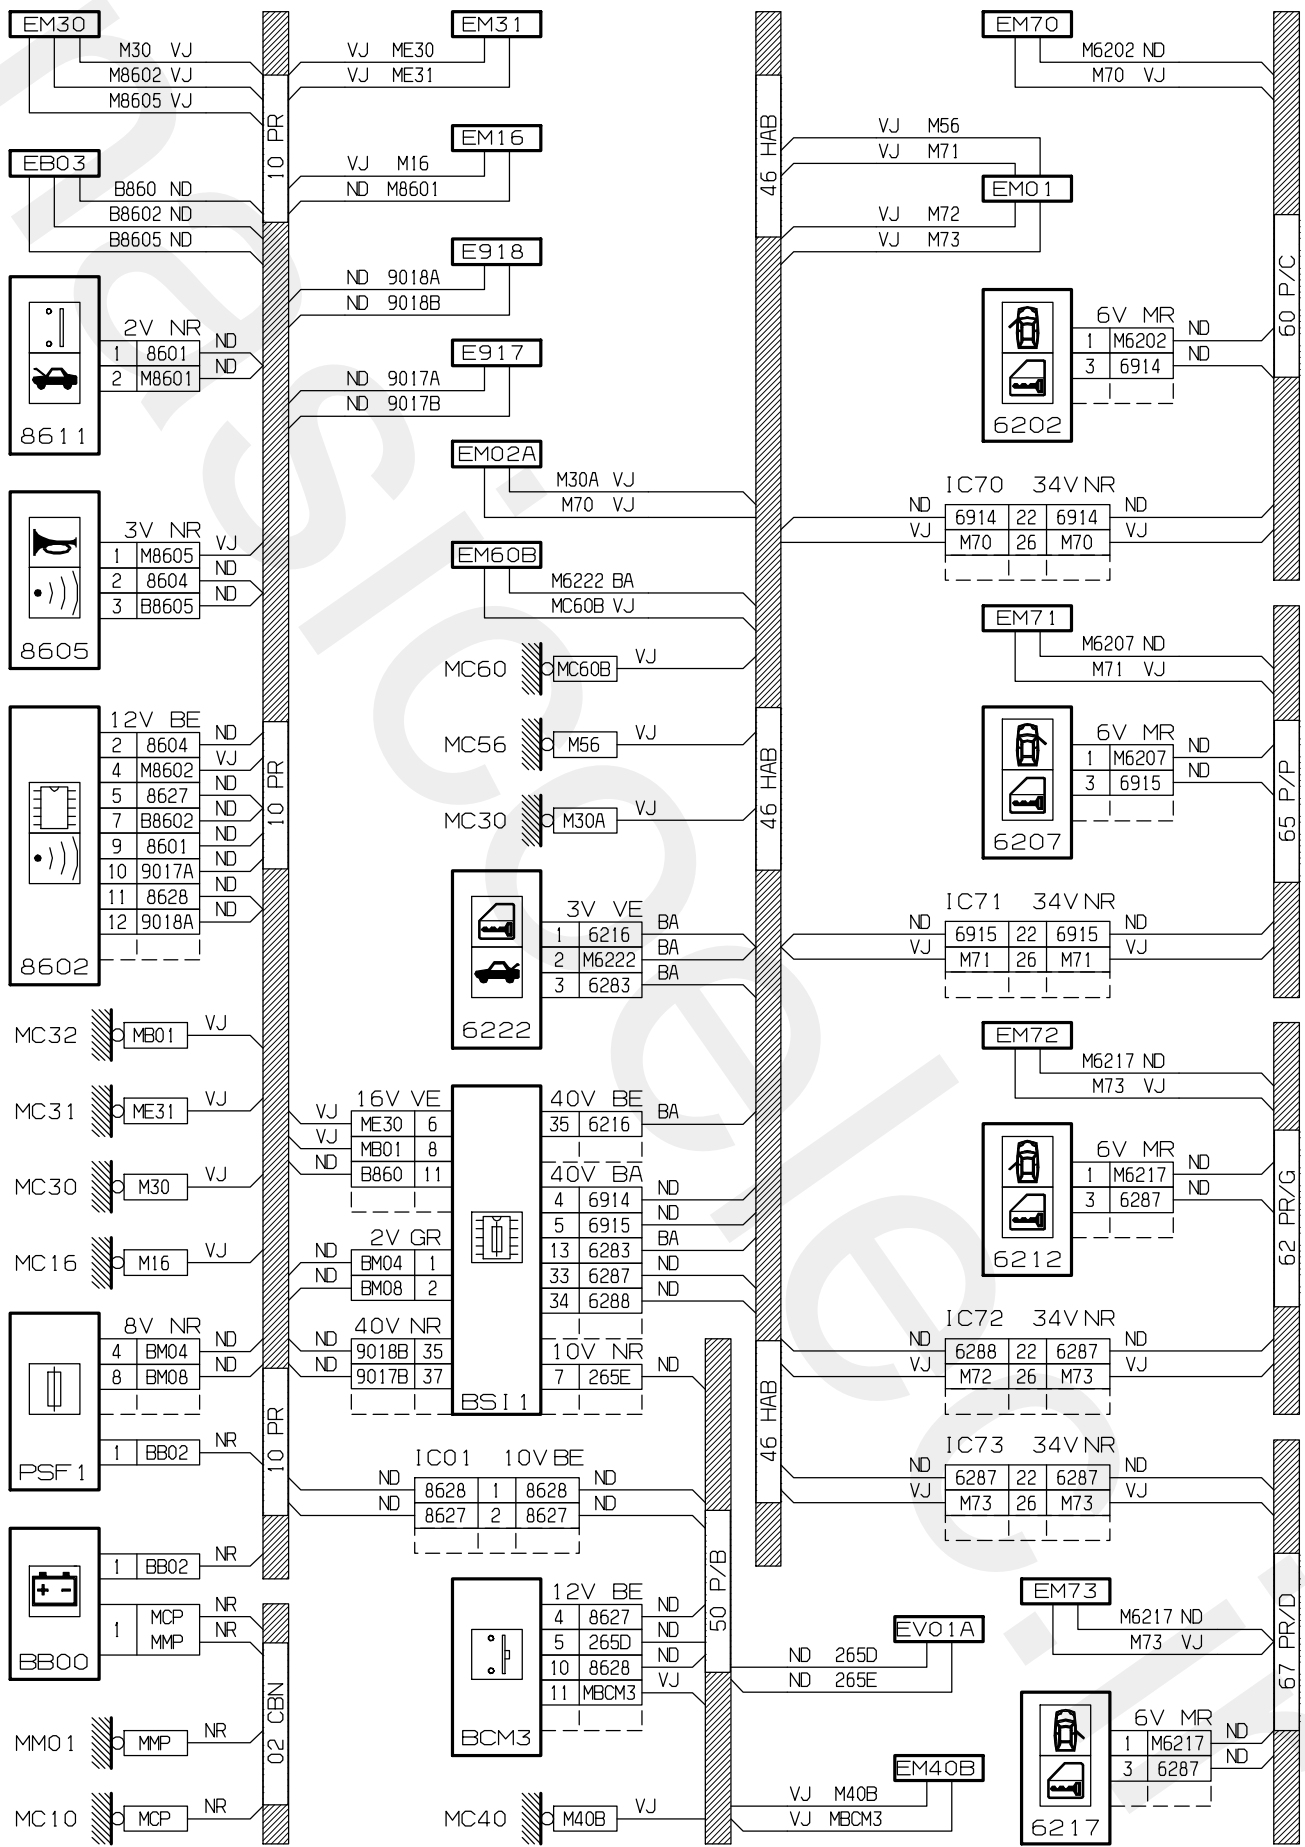 EM30
M30 VJ
M8602 VJ
M8605 VJ
EB03
B860 ND
B8602 ND
B8605 ND
2V NR
1 8601 ND
2 M8601 ND
8611
3V NR
1 M8605 VJ
2 8604 ND
3 B8605 ND
8605
12V BE
2 8604 ND
4 M8602 VJ
5 8627 ND
7 B8602 ND
9 8601 ND
10 9017A ND
11 8628 ND
12 9018A ND
8602
MC32 MB01 VJ
MC31 ME31 VJ
MC30 M30 VJ
MC16 M16 VJ
8V NR
4 BM04 ND
8 BM08 ND
1 BB02 NR
PSF1
1 BB02 NR
1 MCP NR
MMP NR
+ -
BB00
MM01 MMP NR
MC10 MCP NR
10 PR
10 PR
10 PR
02 CBN
EM31
VJ ME30
VJ ME31
EM16
VJ M16
ND M8601
E918
ND 9018A
ND 9018B
E917
ND 9017A
ND 9017B
EM02A
M30A VJ
M70 VJ
EM60B
M6222 BA
MC60B VJ
MC60 MC60B VJ
MC56 M56 VJ
MC30 M30A VJ
3V VE
1 6216 BA
2 M6222 BA
3 6283 BA
6222
16V VE
VJ ME30 6
VJ MB01 8
ND B860 11
2V GR
ND BM04 1
ND BM08 2
40V NR
ND 9018B 35
ND 9017B 37
40V BE
35 6216 BA
40V BA
4 6914 ND
5 6915 ND
13 6283 BA
33 6287 ND
34 6288 ND
10V NR
7 265E ND
BSI1
IC01 10V BE
ND 8628 1 8628 ND
ND 8627 2 8627 ND
12V BE
4 8627 ND
5 265D ND
10 8628 ND
11 MBCM3 VJ
BCM3
MC40 M40B VJ
50 P/B
46 HAB
46 HAB
46 HAB
EV01A
ND 265D
ND 265E
EM40B
VJ M40B
VJ MBCM3
EM70
M6202 ND
M70 VJ
VJ M56
VJ M71
EM01
VJ M72
VJ M73
6V MR
1 M6202 ND
3 6914 ND
6202
IC70 34V NR
ND 6914 22 6914 ND
VJ M70 26 M70 VJ
60 P/C
EM71
M6207 ND
M71 VJ
6V MR
1 M6207 ND
3 6915 ND
6207
IC71 34V NR
ND 6915 22 6915 ND
VJ M71 26 M71 VJ
65 P/P
EM72
M6217 ND
M73 VJ
6V MR
1 M6217 ND
3 6287 ND
6212
IC72 34V NR
ND 6288 22 6287 ND
VJ M72 26 M73 VJ
62 PR/G
IC73 34V NR
ND 6287 22 6287 ND
VJ M73 26 M73 VJ
EM73
M6217 ND
M73 VJ
6V MR
1 M6217 ND
3 6287 ND
6217
67 PR/D